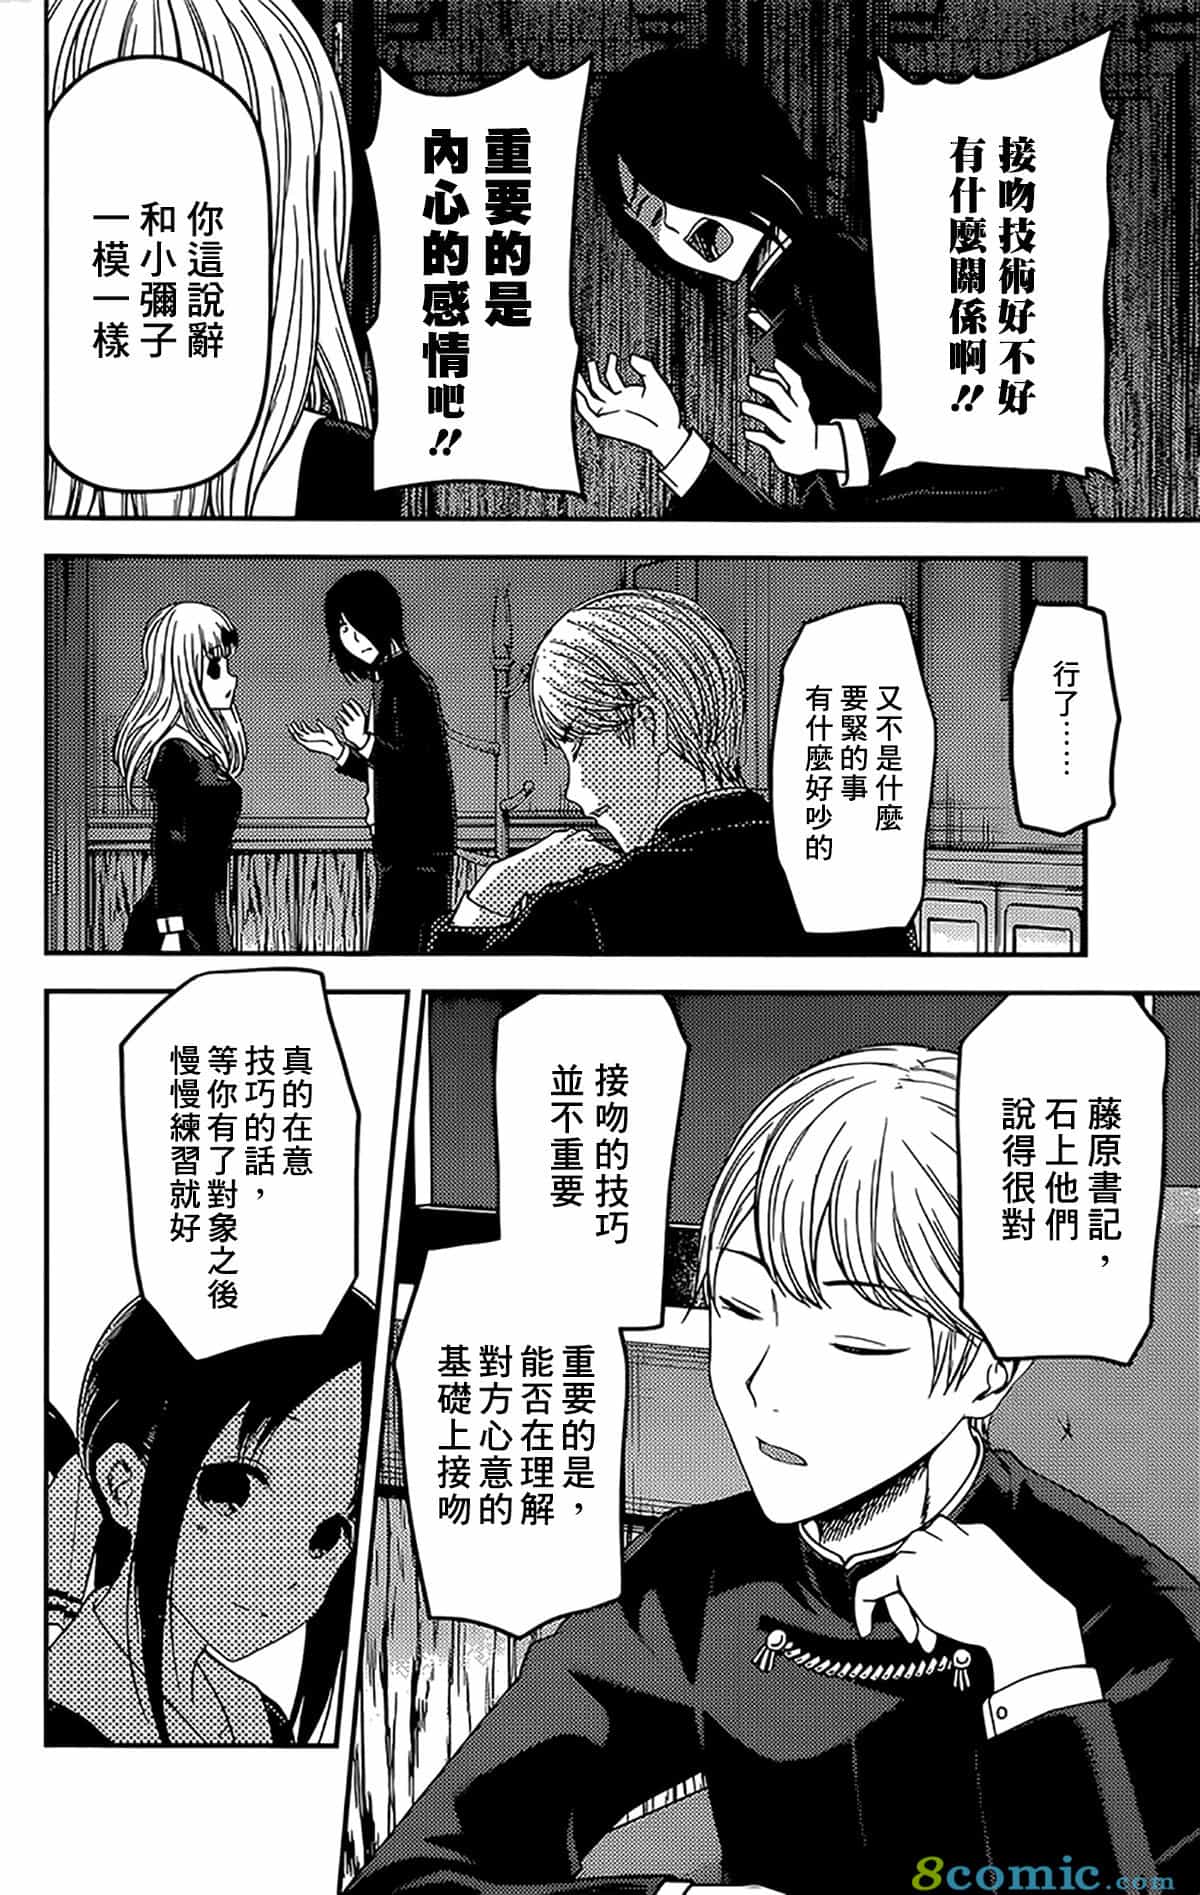 接吻技術好不好
有什麼關係啊!!
重要的是
內心的感情吧!!
你這說辭
和小彌子
一模一樣
行了……
又不是什麼
要緊的事
有什麼好吵的
藤原書記，
石上他們
說得很對
接吻的技巧
並不重要
重要的是，
能否在理解
對方心意的
基礎上接吻
真的在意
技巧的話，
等你有了對象之後
慢慢練習就好
8comic.com